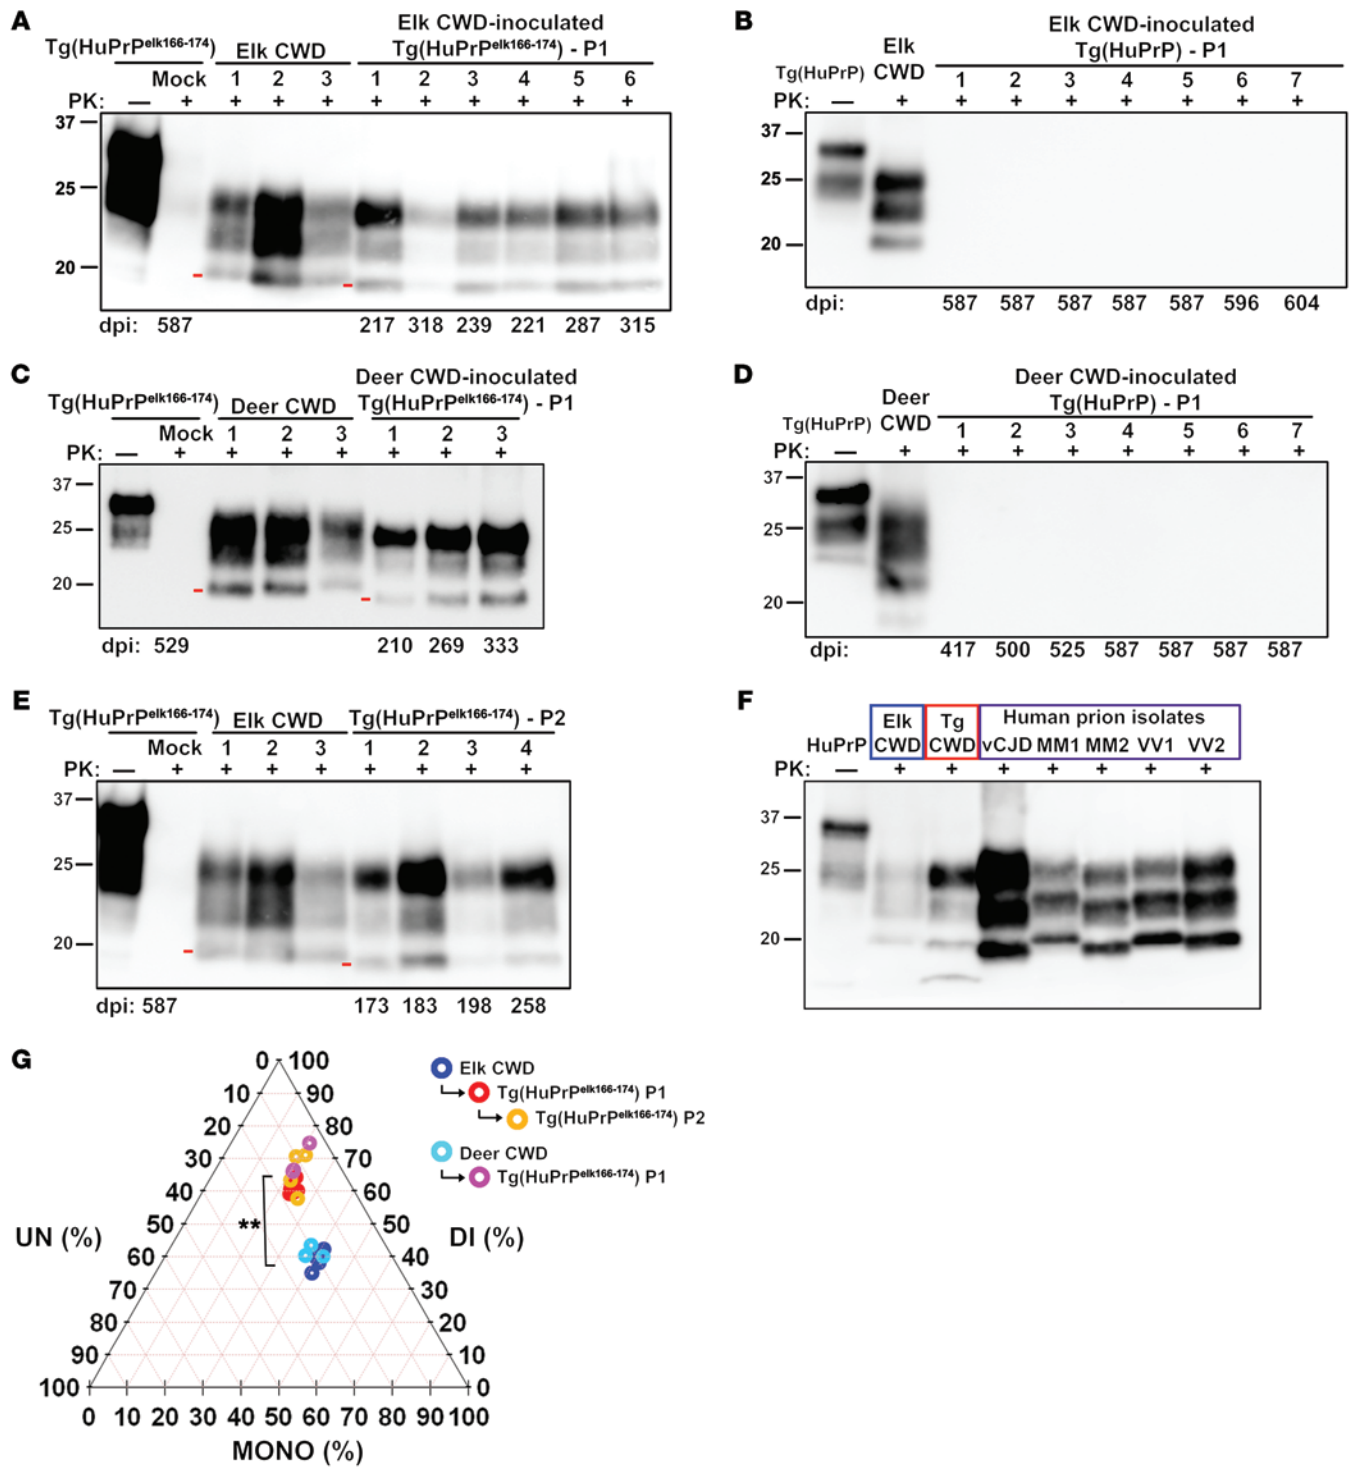 A
Elk CWD-inoculated
Tg(HuPrPelk166-174) Elk CWD Tg(HuPrPelk166-174) - P1
Mock 1 2 3 1 2 3 4 5 6
PK: — + + + + + + + + + +
37
25
20
dpi: 587 217 318 239 221 287 315
B
Elk CWD-inoculated
Tg(HuPrP) Elk CWD Tg(HuPrP) - P1
1 2 3 4 5 6 7
PK: — + + + + + + + +
37
25
20
dpi: 587 587 587 587 587 596 604
C
Deer CWD-inoculated
Tg(HuPrPelk166-174) Deer CWD Tg(HuPrPelk166-174) - P1
Mock 1 2 3 1 2 3
PK: — + + + + + + +
37
25
20
dpi: 529 210 269 333
D
Deer CWD-inoculated
Tg(HuPrP) Deer CWD Tg(HuPrP) - P1
1 2 3 4 5 6 7
PK: — + + + + + + + +
37
25
20
dpi: 417 500 525 587 587 587 587
E
Tg(HuPrPelk166-174) Elk CWD Tg(HuPrPelk166-174) - P2
Mock 1 2 3 1 2 3 4
PK: — + + + + + + + +
37
25
20
dpi: 587 173 183 198 258
F
Elk Tg Human prion isolates
HuPrP CWD CWD vCJD MM1 MM2 VV1 VV2
PK: — + + + + + + +
37
25
20
G
0 100
10 90
20 80
30 70
40 60
50 50
60 40
70 30
80 20
90 10
100 0
UN (%)
DI (%)
**
0 10 20 30 40 50 60 70 80 90 100
MONO (%)
Elk CWD
Tg(HuPrPelk166-174) P1
Tg(HuPrPelk166-174) P2
Deer CWD
Tg(HuPrPelk166-174) P1